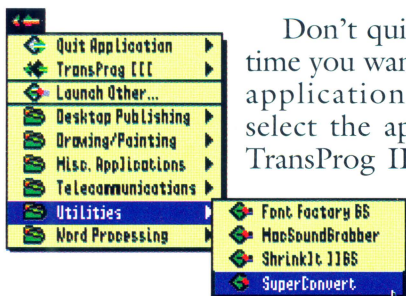 Don't qui
time you wan
application
select the ap
TransProg II
Quit Application
TransProg III
Launch Other...
Desktop Publishing
Drawing/Painting
Misc. Applications
Telecommunications
Utilities
Word Processing
Font Factory GS
MacSoundGrabber
ShrinkIt IIGS
SuperConvert